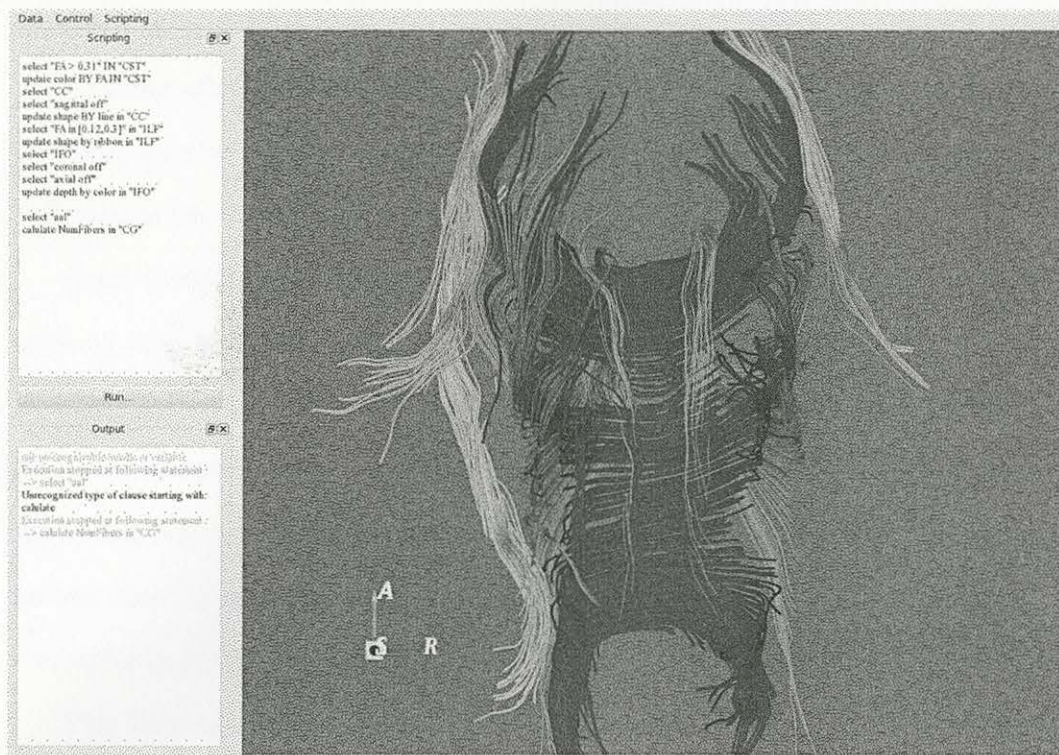 Data Control Scripting
Scripting
select "FA > 0.31" IN "CST"
update color BY FA IN "CST"
select "CC"
select "sagittal off"
update shape BY line in "CC"
select "FA in [0.12,0.3]" in "ILF"
update shape by ribbon in "ILF"
select "IFO"
select "coronal off"
select "axial off"
update depth by color in "IFO"
select "aal"
calulate NumFibers in "CG"
Run...
Output
Execution stopped at following statement :
--> select "aal"
Unrecognized type of clause starting with:
calulate
Execution stopped at following statement :
--> calulate NumFibers in "CG"
A
S
R